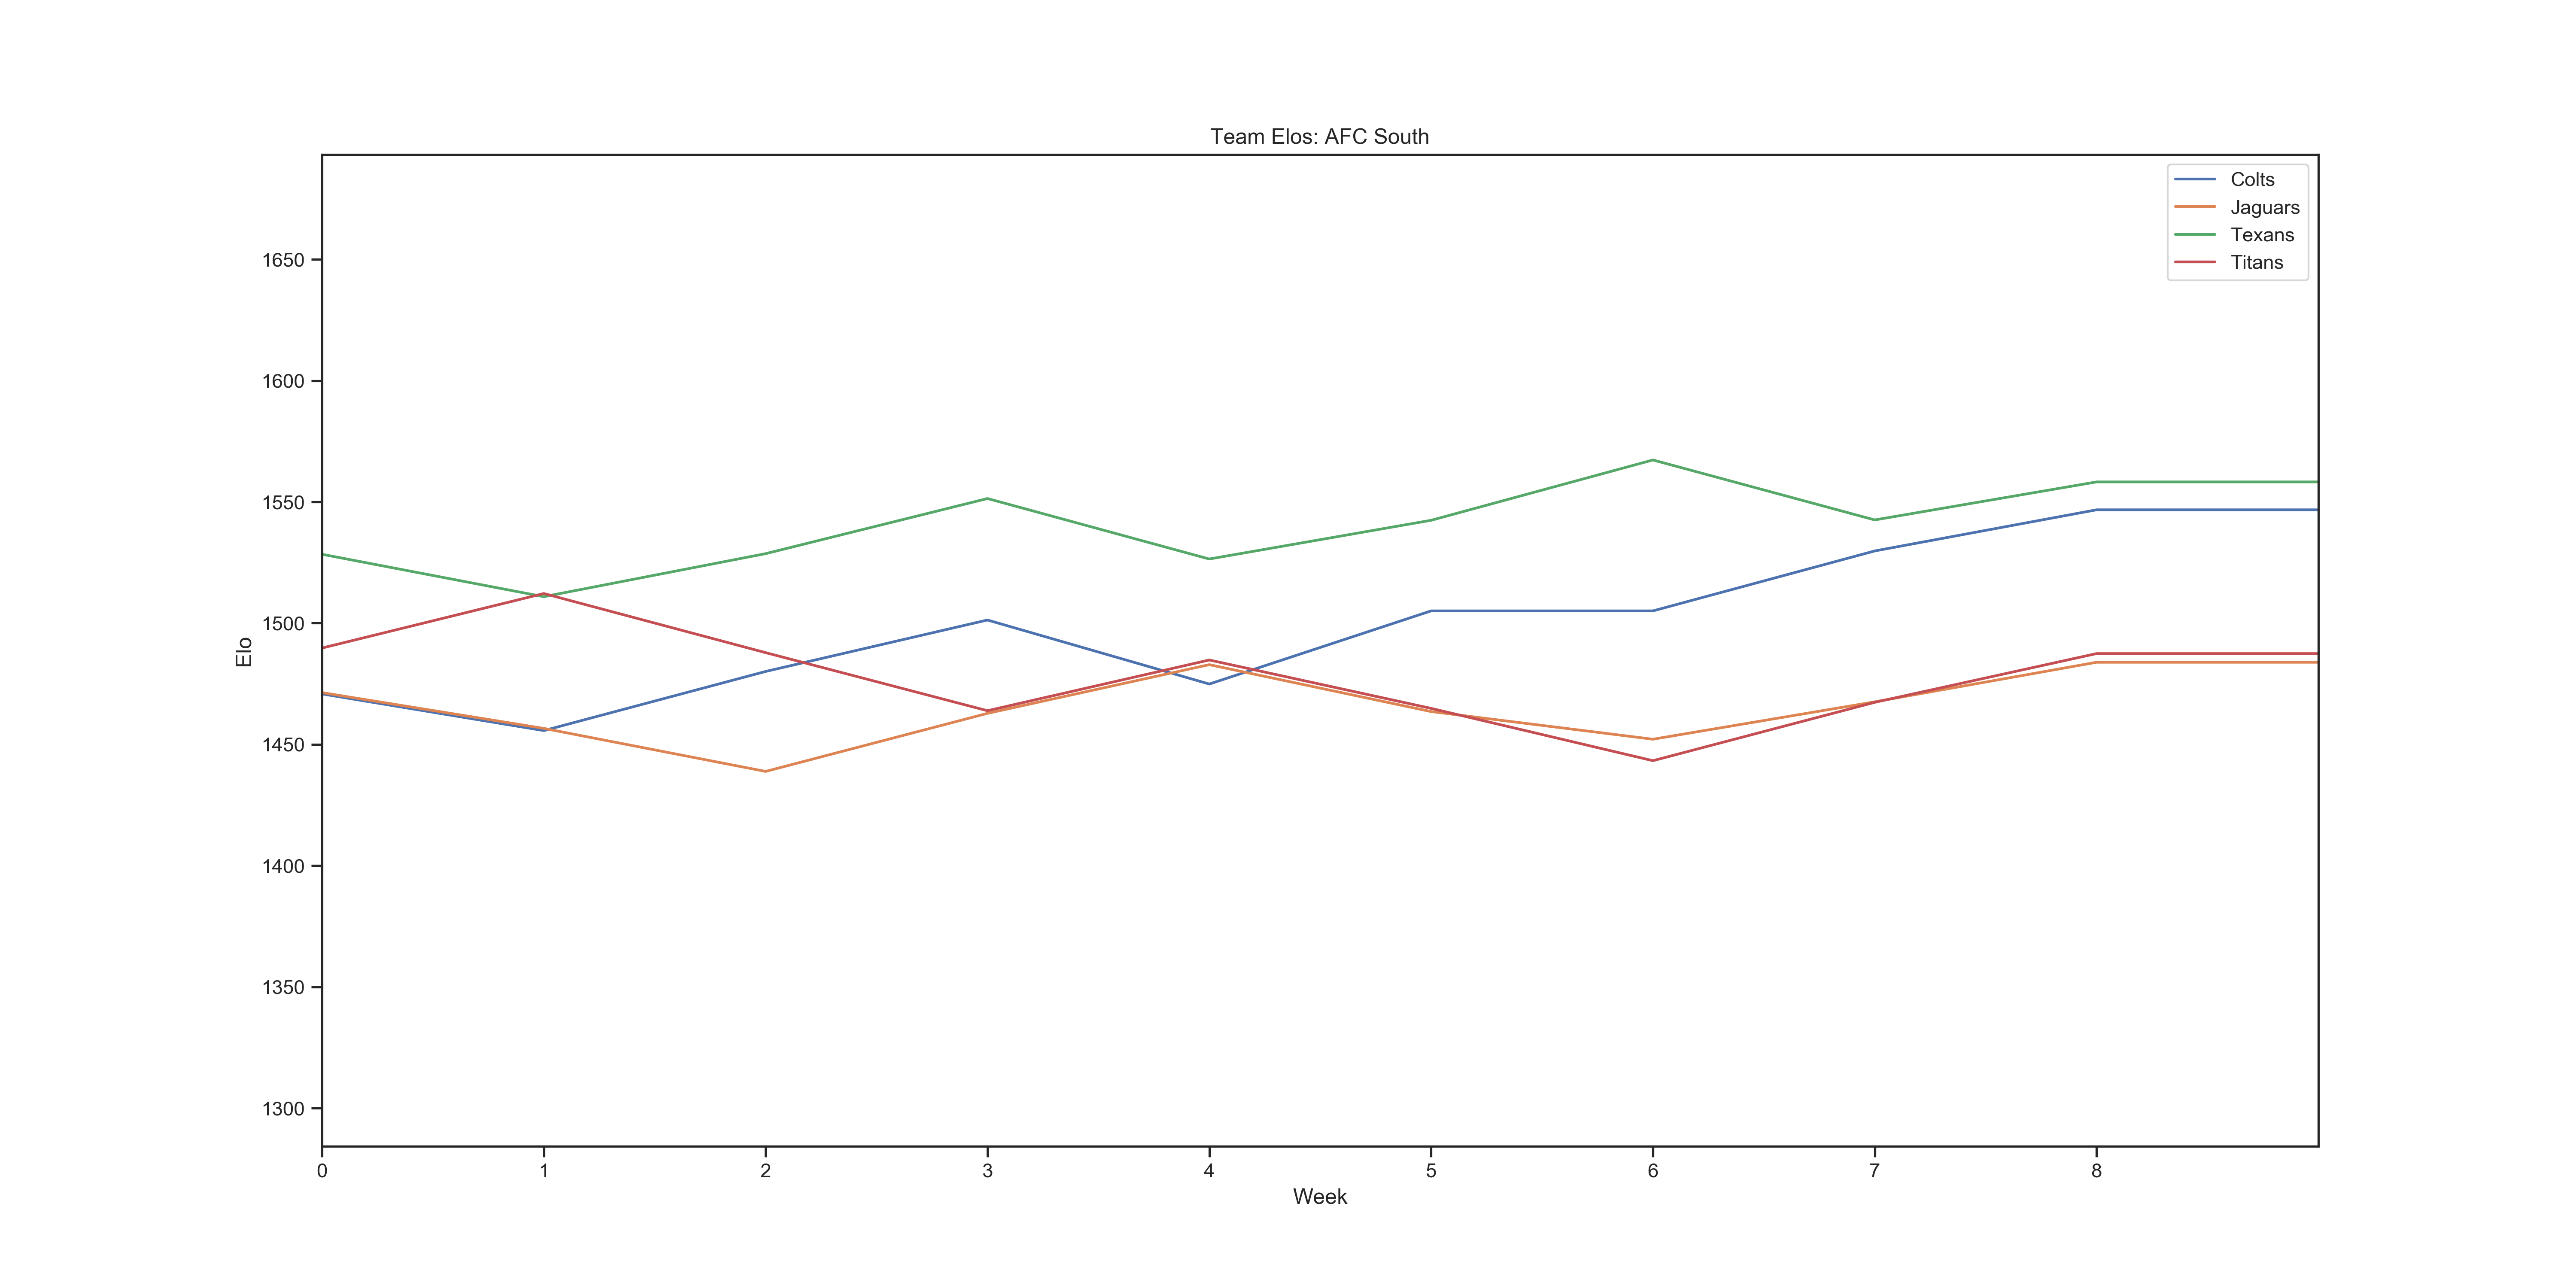 Team Elos: AFC South
Colts
Jaguars
Texans
Titans
1650
1600
1550
1500
1450
1400
1350
1300
Elo
0 1 2 3 4 5 6 7 8
Week